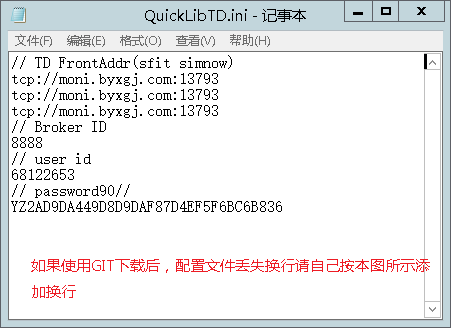 QuickLibTD.ini - 记事本
文件(F) 编辑(E) 格式(O) 查看(V) 帮助(H)
// TD FrontAddr(sfit simnow)
tcp://moni.byxgj.com:13793
tcp://moni.byxgj.com:13793
tcp://moni.byxgj.com:13793
// Broker ID
8888
// user id
68122653
// password90//
YZ2AD9DA449D8D9DAF87D4EF5F6BC6B836
如果使用GIT下载后，配置文件丢失换行请自己按本图所示添
加换行